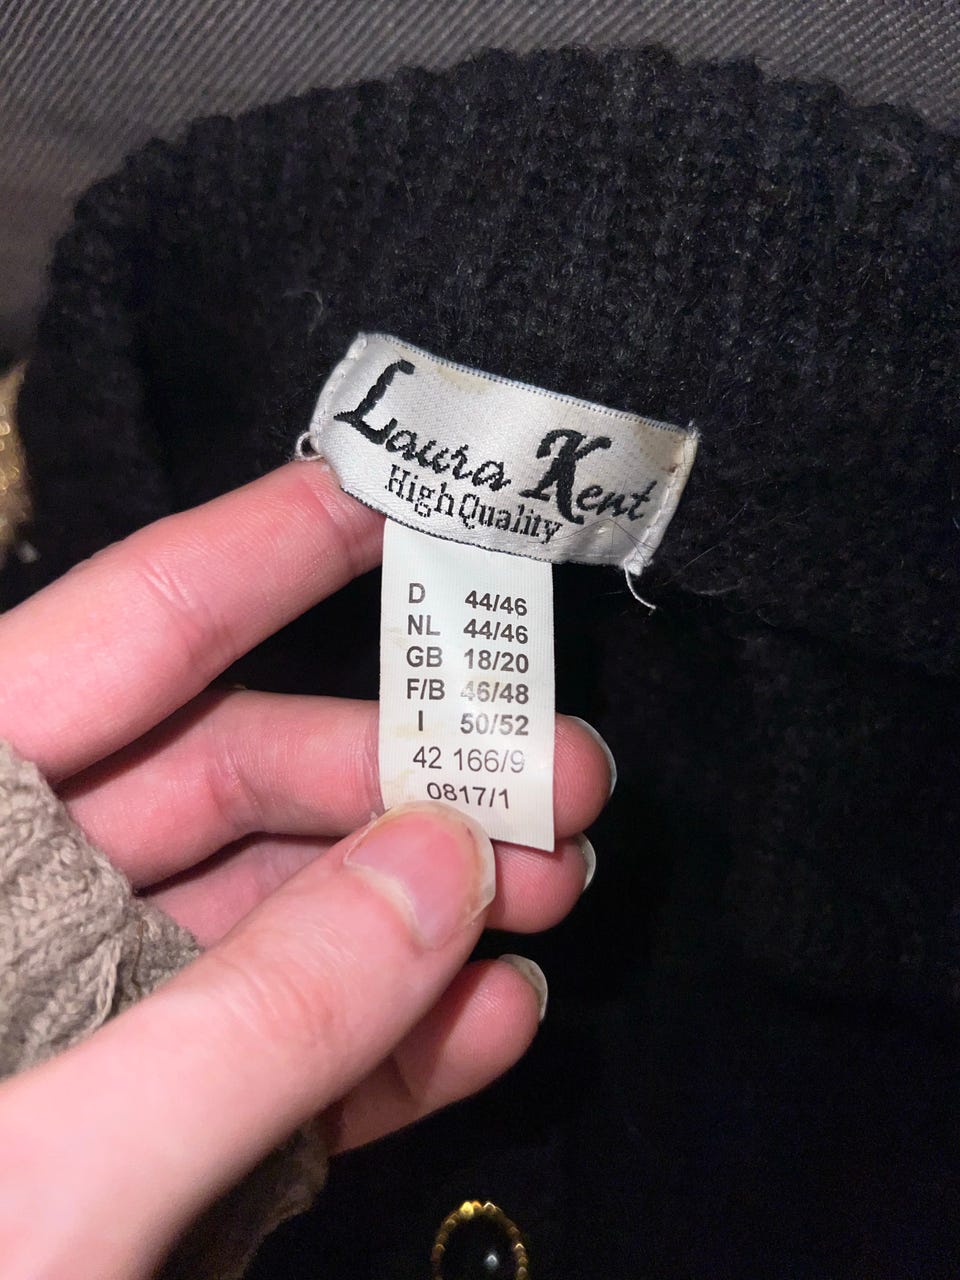 Laura Kent
High Quality
D 44/46
NL 44/46
GB 18/20
F/B 46/48
I 50/52
42 166/9
0817/1